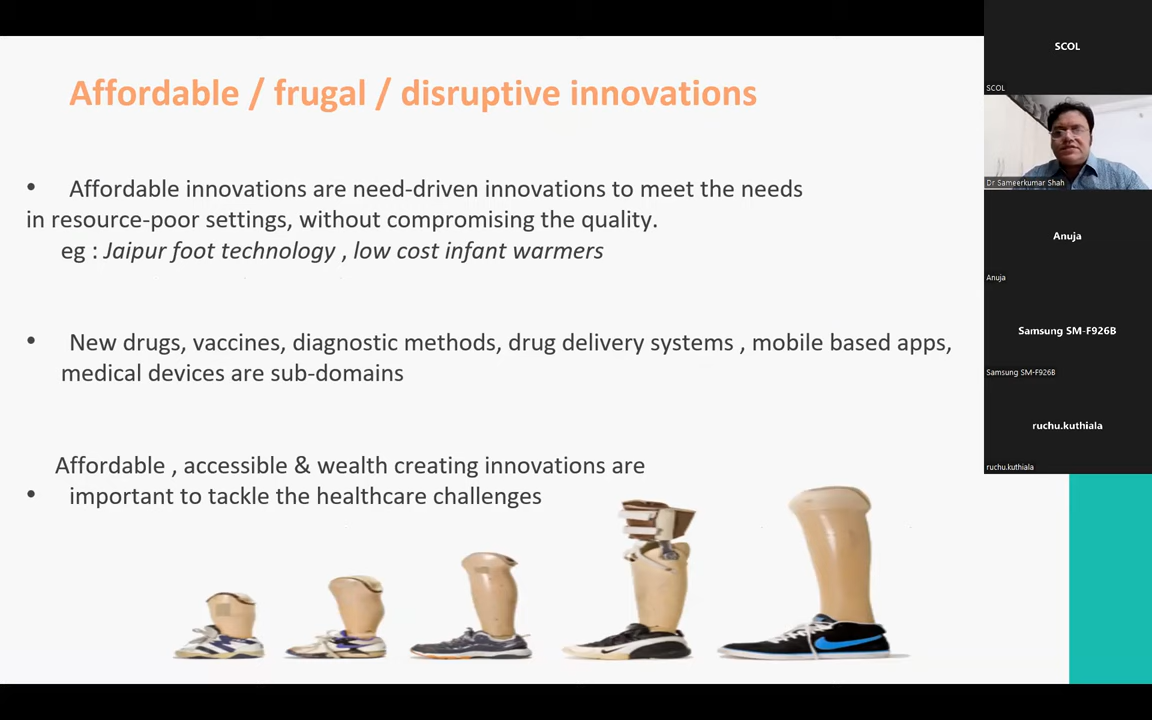 Affordable / frugal / disruptive innovations
• Affordable innovations are need-driven innovations to meet the needs
in resource-poor settings, without compromising the quality.
eg : Jaipur foot technology , low cost infant warmers
• New drugs, vaccines, diagnostic methods, drug delivery systems , mobile based apps,
medical devices are sub-domains
Affordable , accessible & wealth creating innovations are
• important to tackle the healthcare challenges
SCOL
SCOL
Dr Sameerkumar Shah
Anuja
Anuja
Samsung SM-F926B
Samsung SM-F926B
ruchu.kuthiala
ruchu.kuthiala